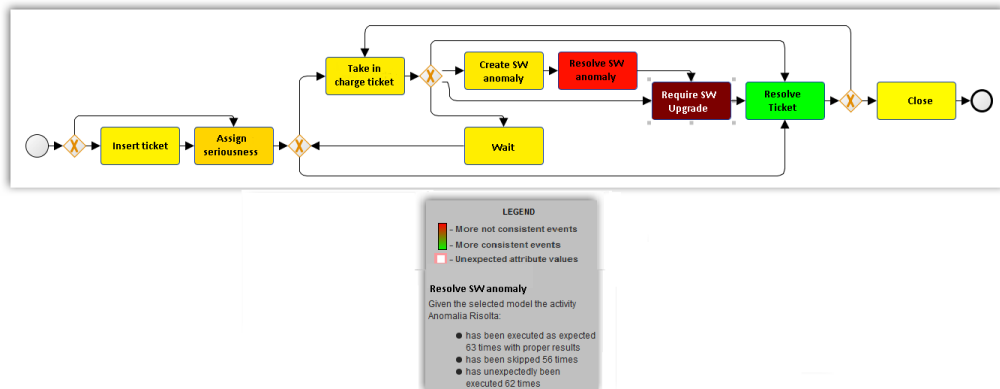 Take in
charge ticket
Create SW
anomaly
Resolve SW
anomaly
Require SW
Upgrade
Resolve
Ticket
Close
Insert ticket
Assign
seriousness
Wait
LEGEND
- More not consistent events
- More consistent events
- Unexpected attribute values
Resolve SW anomaly
Given the selected model the activity
Anomalia Risolta:
● has been executed as expected
63 times with proper results
● has been skipped 56 times
● has unexpectedly been
executed 62 times